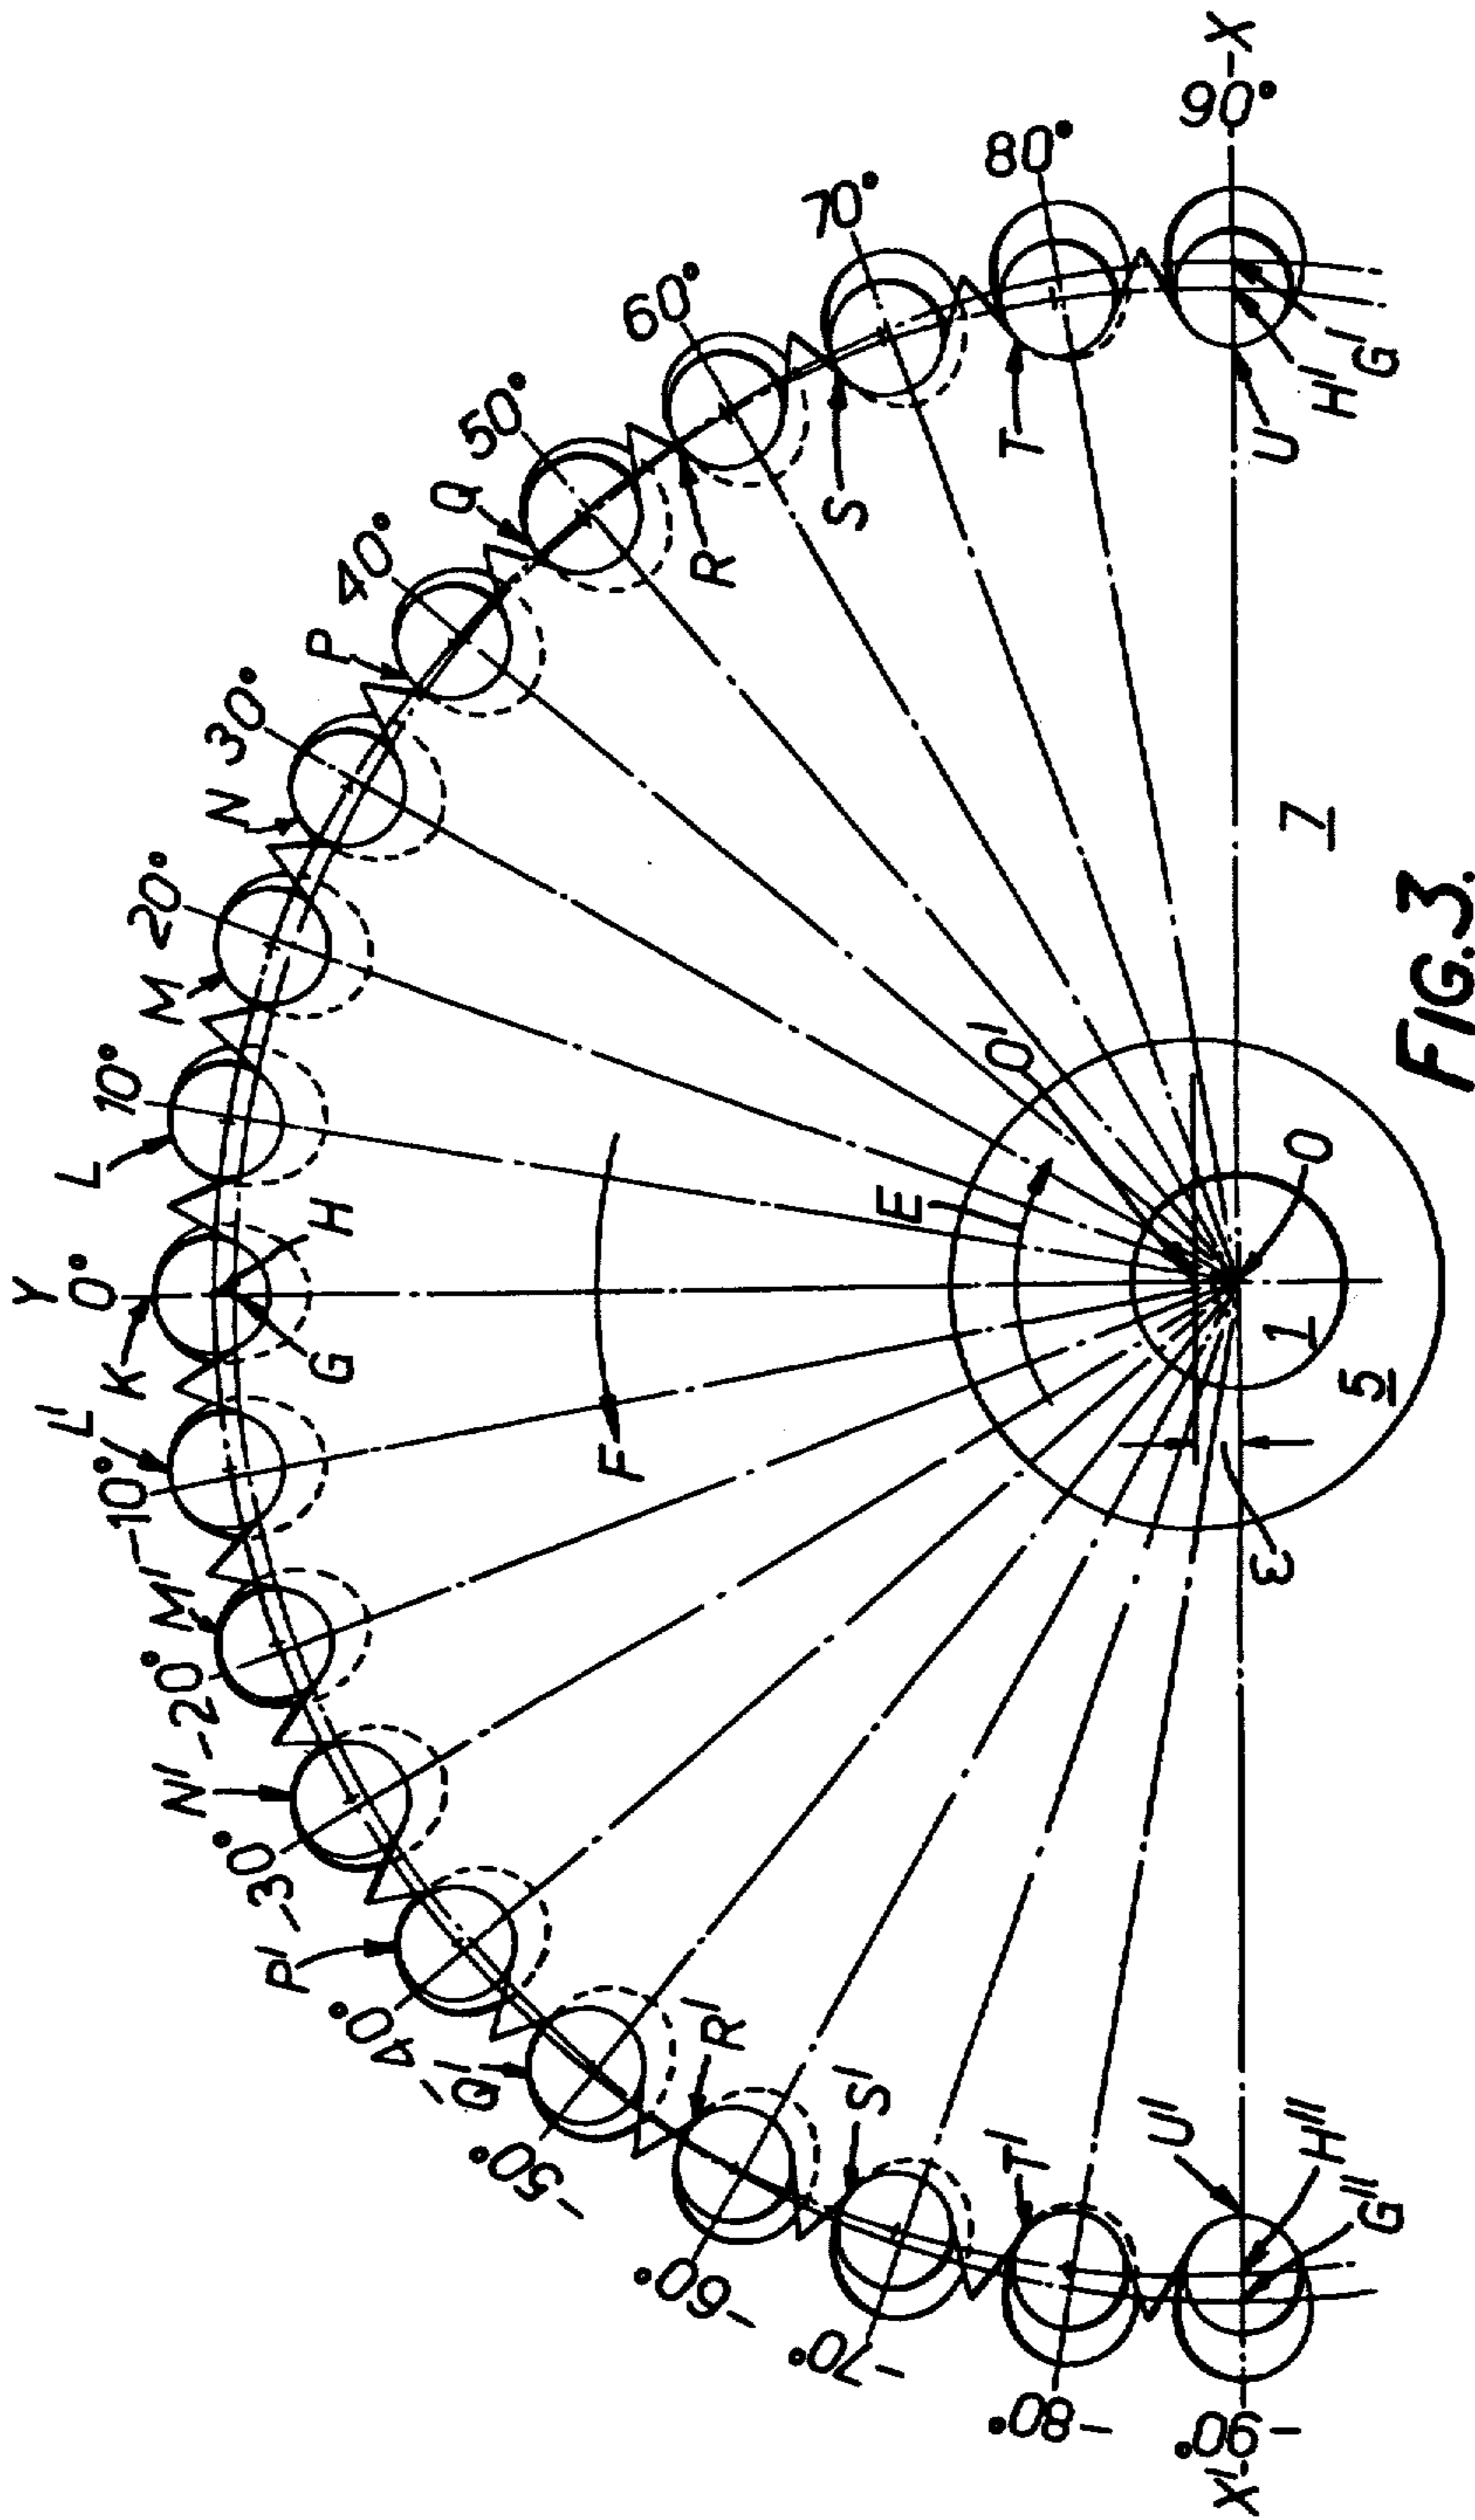 Y
0°
10°
20°
30°
40°
50°
60°
70°
80°
90°
X
-10°
-20°
-30°
-40°
-50°
-60°
-70°
-80°
-90°
X'
K
L
M
N
P
Q
R
S
T
U
H'
G'
L'
M'
N'
P'
Q'
R'
S'
T'
U'
H''
G''
G
H
F
E
O'
O
1
5
7
ε
FIG.3.